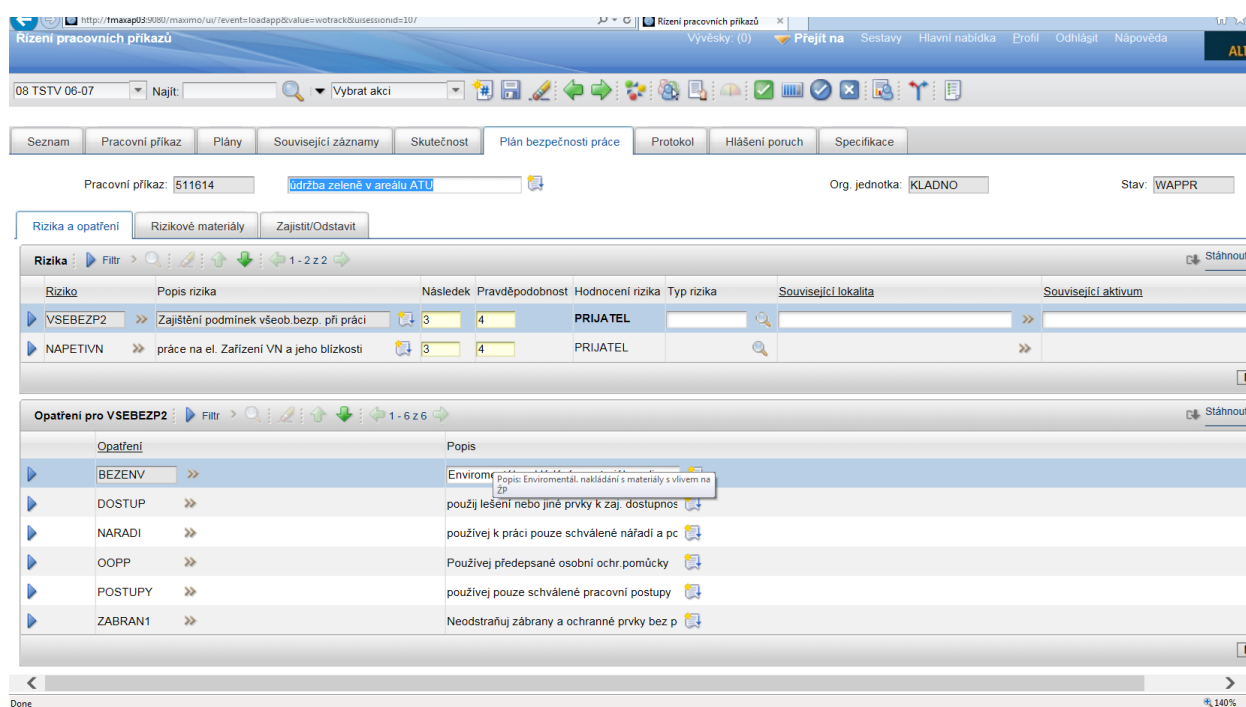 http://fmaxap03:9080/maximo/ui/?event=loadapp&value=wotrack&uisessionid=107 Rízení pracovních příkazů
Řízení pracovních příkazů Vývěsky: (0) Přejít na Sestavy Hlavní nabídka Profil Odhlásit Nápověda
08 TSTV 06-07 Najít: Vybrat akci
Seznam Pracovní příkaz Plány Související záznamy Skutečnost Plán bezpečnosti práce Protokol Hlášení poruch Specifikace
Pracovní příkaz: 511614 údržba zeleně v areálu ATU Org. jednotka: KLADNO Stav: WAPPR
Rizika a opatření Rizikové materiály Zajistit/Odstavit
Rizika Filtr 1 - 2 z 2 Stáhnout
Riziko Popis rizika Následek Pravděpodobnost Hodnocení rizika Typ rizika Související lokalita Související aktivum
VSEBEZP2 Zajištění podmínek všeob.bezp. při práci 3 4 PRIJATEL
NAPETIVN práce na el. Zařízení VN a jeho blízkosti 3 4 PRIJATEL
Opatření pro VSEBEZP2 Filtr 1 - 6 z 6 Stáhnout
Opatření Popis
BEZENV
Popis: Enviromentál. nakládání s materiály s vlivem na
ŽP
DOSTUP použij lešení nebo jiné prvky k zaj. dostupnos
NARADI používej k práci pouze schválené nářadí a po
OOPP Používej předepsané osobní ochr.pomůcky
POSTUPY používej pouze schválené pracovní postupy
ZABRAN1 Neodstraňuj zábrany a ochranné prvky bez p
Done 140%